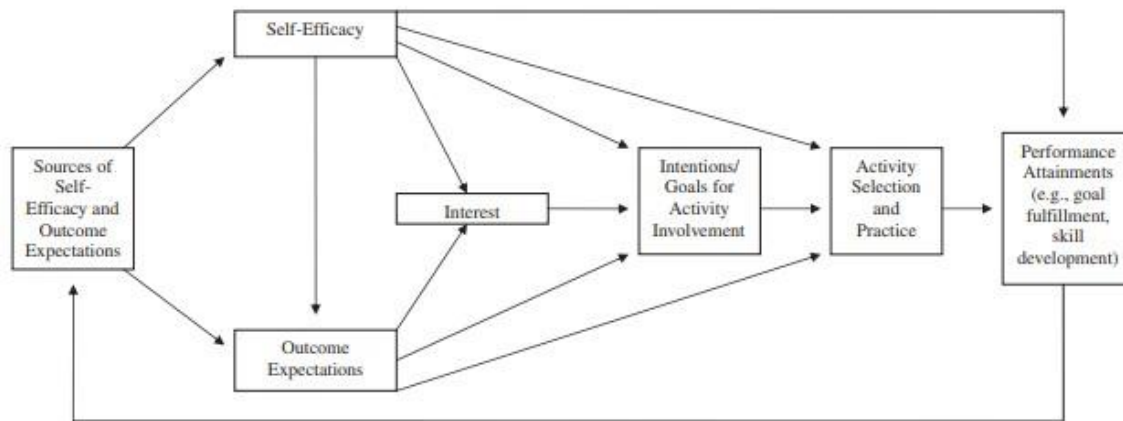 Self-Efficacy
Sources of
Self-
Efficacy and
Outcome
Expectations
Interest
Intentions/
Goals for
Activity
Involvement
Activity
Selection
and
Practice
Performance
Attainments
(e.g., goal
fulfillment,
skill
development)
Outcome
Expectations